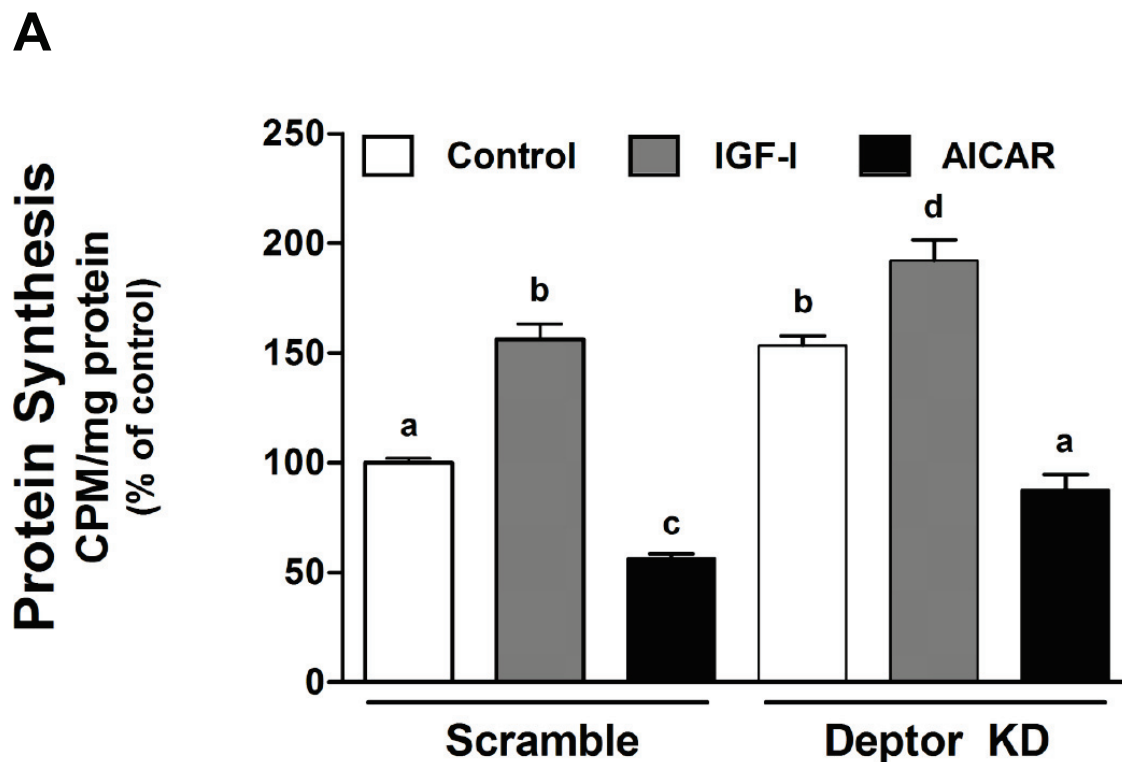 A
Protein Synthesis
CPM/mg protein
(% of control)
250
200
150
100
50
0
Control IGF-I AICAR
a
b
c
b
d
a
Scramble Deptor KD